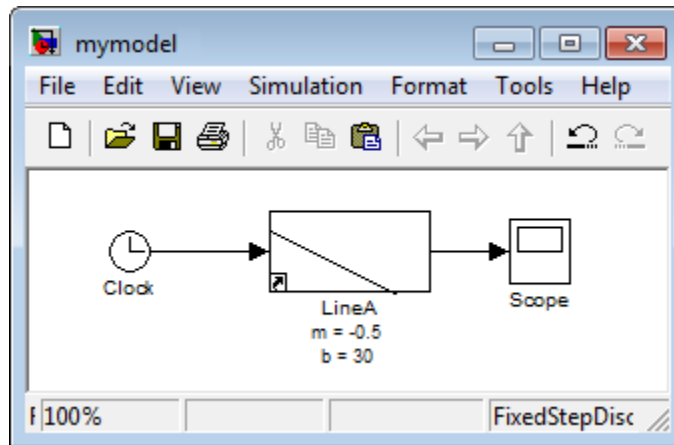 mymodel
File Edit View Simulation Format Tools Help
Clock
LineA
m = -0.5
b = 30
Scope
100% FixedStepDisc